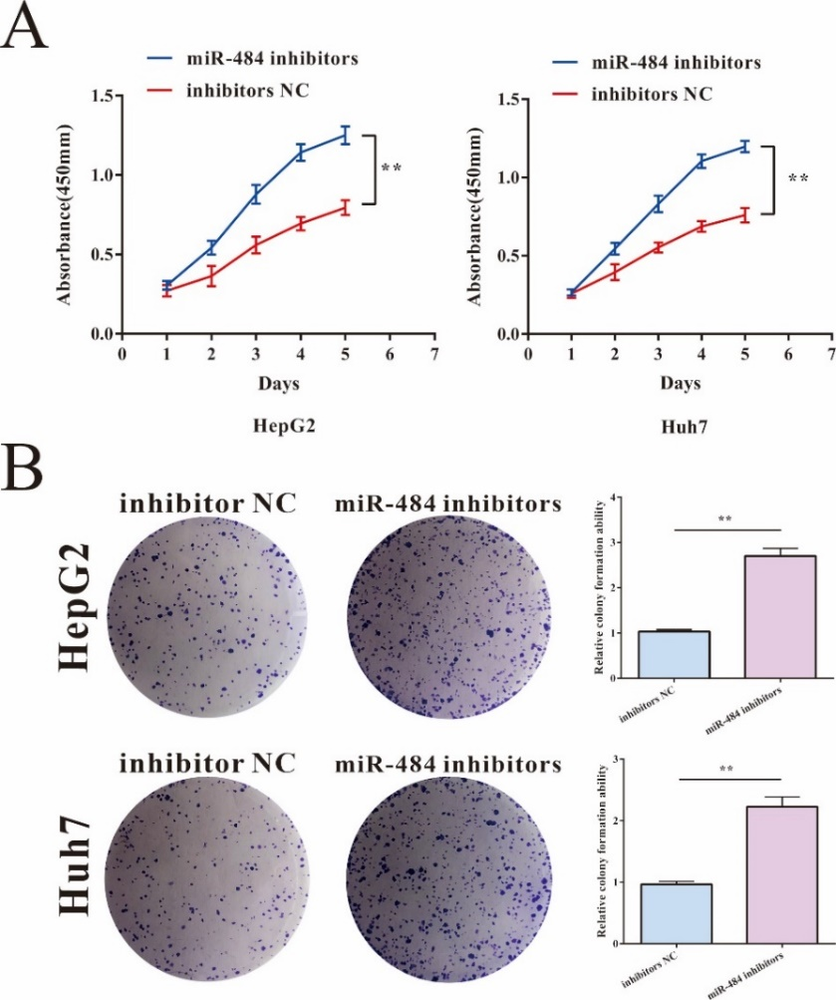 A
miR-484 inhibitors
inhibitors NC
Absorbance(450mm)
1.5
1.0
0.5
0.0
0 1 2 3 4 5 6 7
**
Days
HepG2
miR-484 inhibitors
inhibitors NC
Absorbance(450mm)
1.5
1.0
0.5
0.0
0 1 2 3 4 5 6 7
**
Days
Huh7
B
inhibitor NC
miR-484 inhibitors
HepG2
Relative colony formation ability
4
3
2
1
0
**
inhibitors NC
miR-484 inhibitors
inhibitor NC
miR-484 inhibitors
Huh7
Relative colony formation ability
3
2
1
0
**
inhibitors NC
miR-484 inhibitors